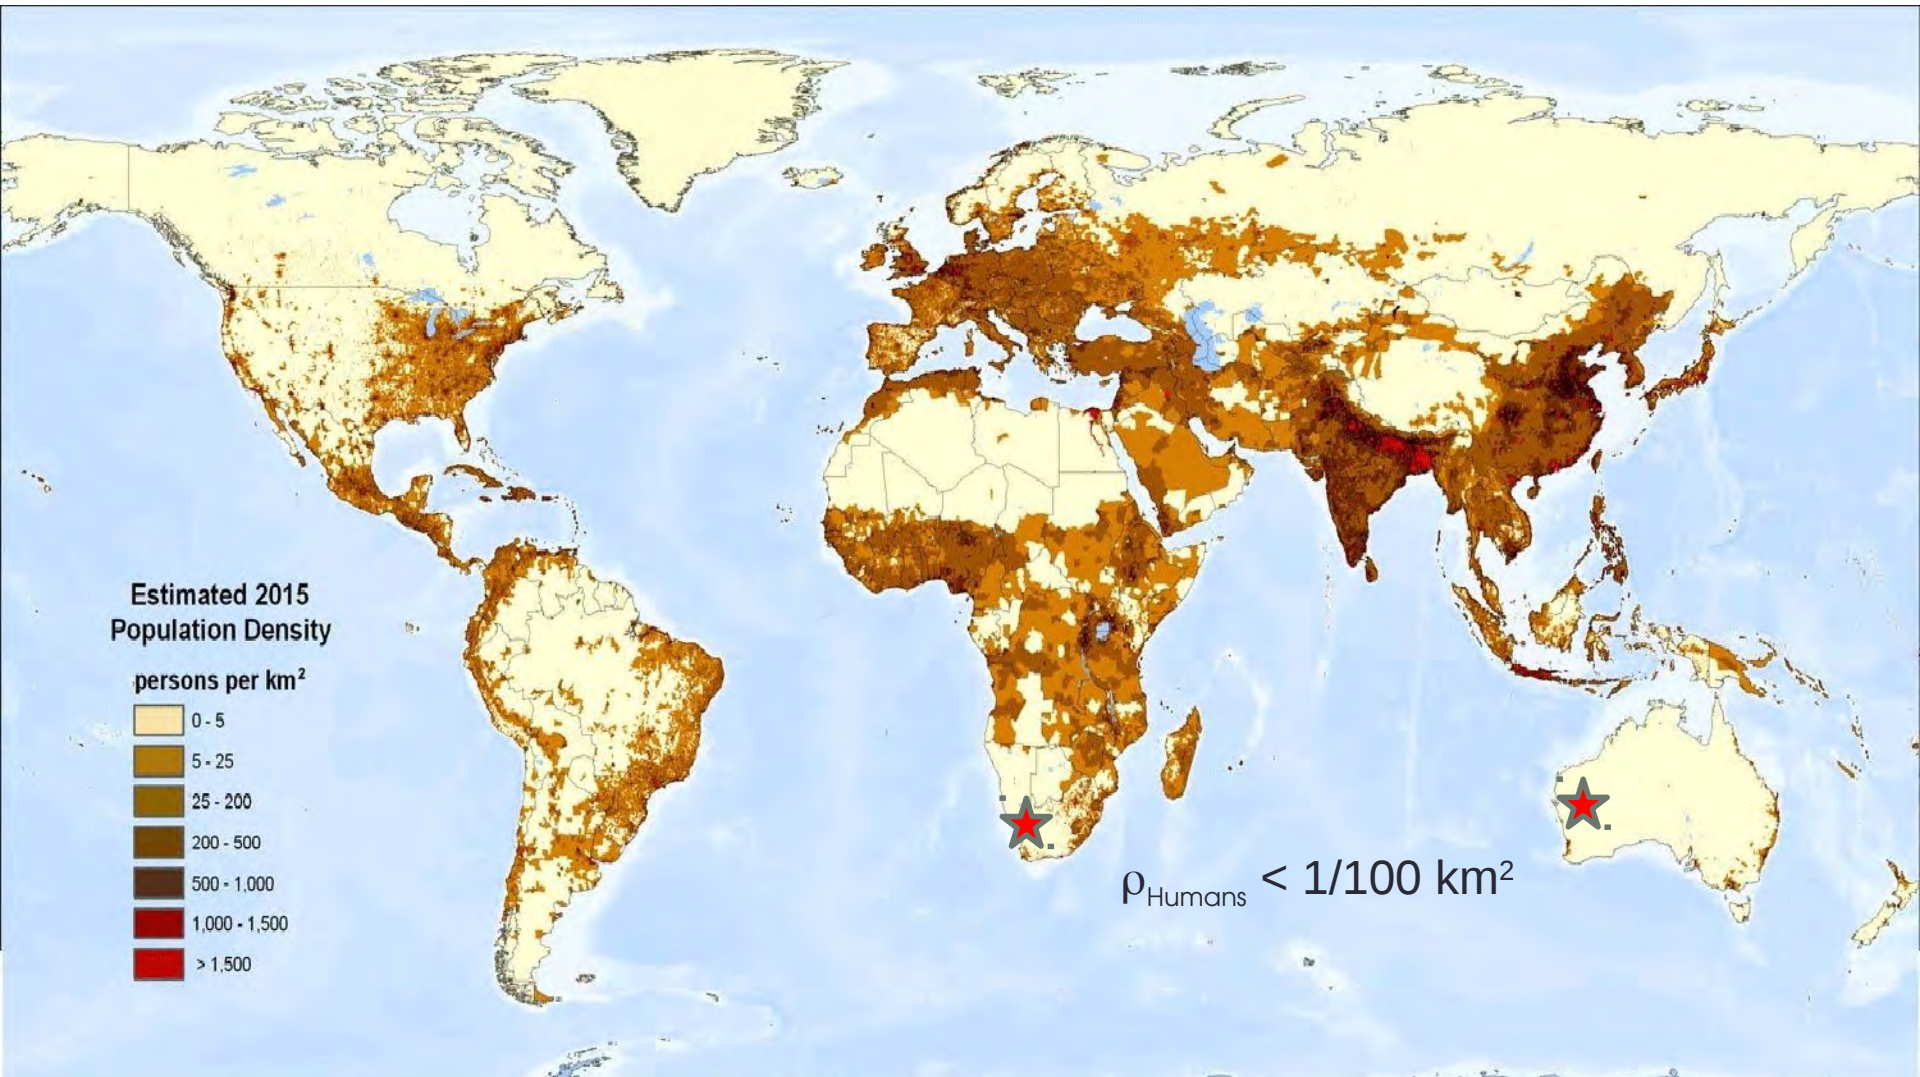 Estimated 2015
Population Density
persons per km²
0 - 5
5 - 25
25 - 200
200 - 500
500 - 1,000
1,000 - 1,500
> 1.500
ρHumans < 1/100 km²